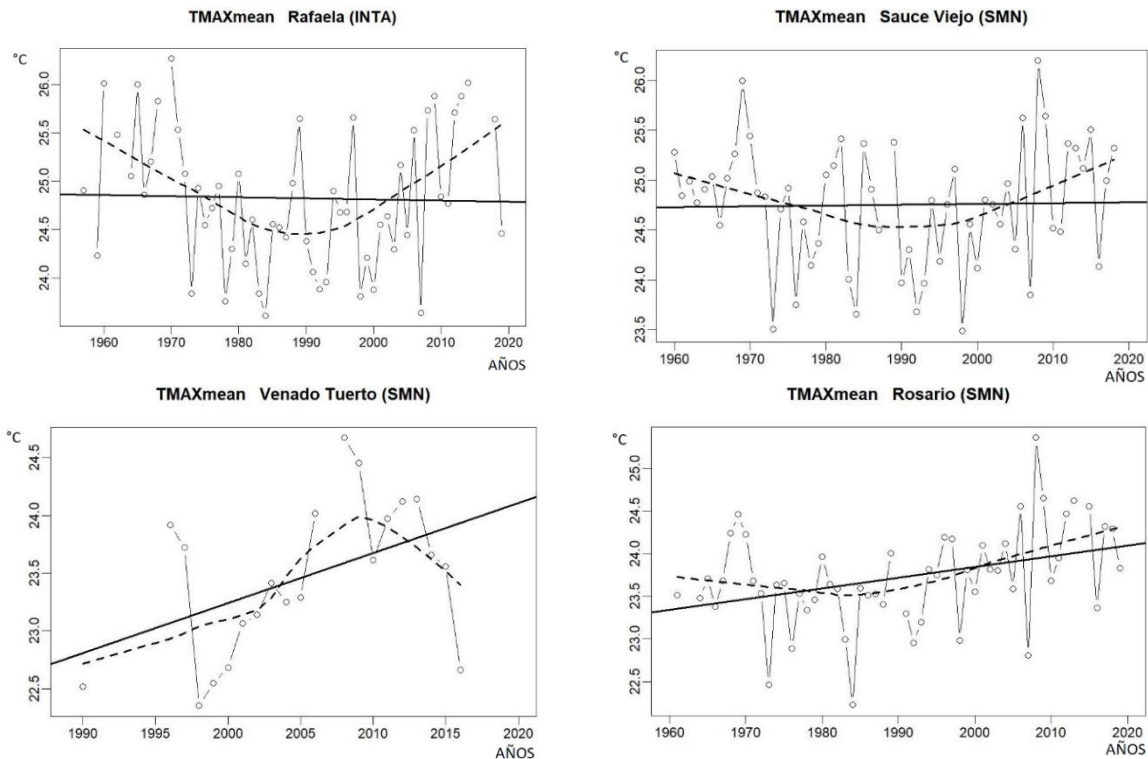 TMAXmean Rafaela (INTA)
°C
26.0
25.5
25.0
24.5
24.0
1960 1970 1980 1990 2000 2010 2020
AÑOS
TMAXmean Sauce Viejo (SMN)
°C
26.0
25.5
25.0
24.5
24.0
23.5
1960 1970 1980 1990 2000 2010 2020
AÑOS
TMAXmean Venado Tuerto (SMN)
°C
24.5
24.0
23.5
23.0
22.5
1990 1995 2000 2005 2010 2015 2020
AÑOS
TMAXmean Rosario (SMN)
°C
25.0
24.5
24.0
23.5
23.0
22.5
1960 1970 1980 1990 2000 2010 2020
AÑOS